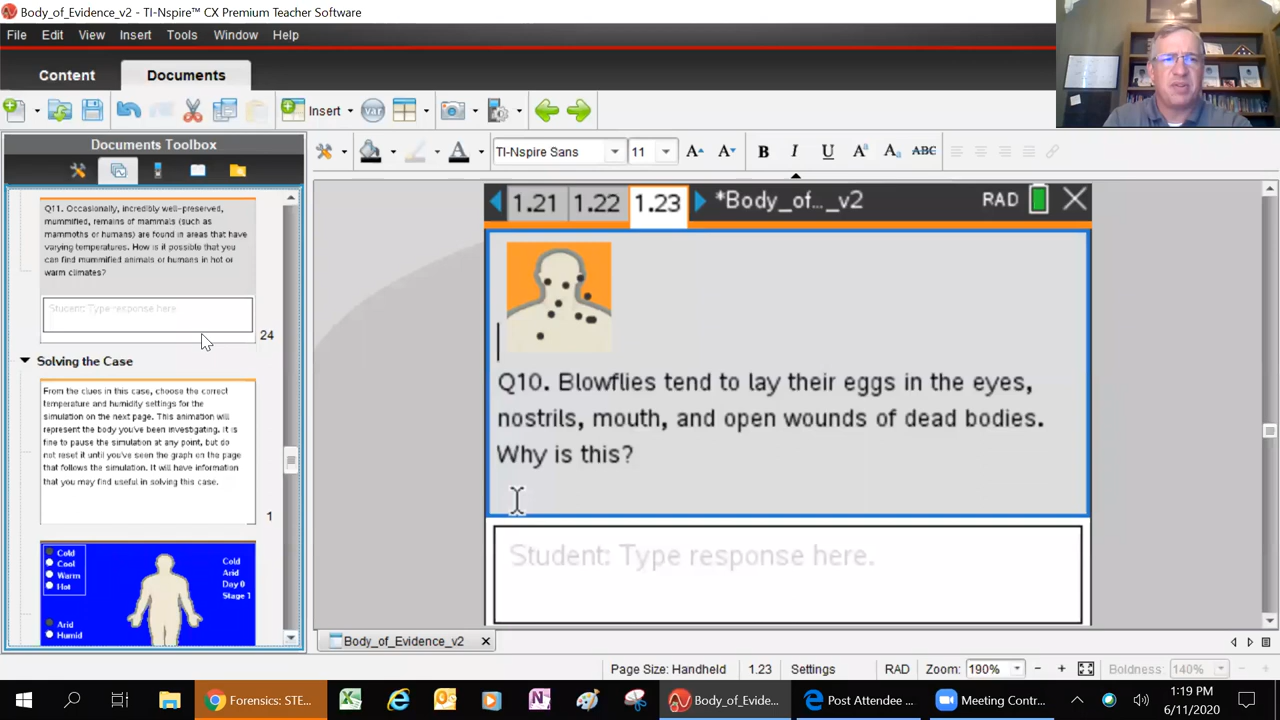 Body_of_Evidence_v2 - TI-Nspire™ CX Premium Teacher Software
File Edit View Insert Tools Window Help
Content Documents
Insert var
Documents Toolbox
TI-Nspire Sans 11 A A B I U A A ABC
Q11. Occasionally, incredibly well-preserved,
mummified, remains of mammals (such as
mammoths or humans) are found in areas that have
varying temperatures. How is it possible that you
can find mummified animals or humans in hot or
warm climates?
Student: Type response here.
24
Solving the Case
From the clues in this case, choose the correct
temperature and humidity settings for the
simulation on the next page. This animation will
represent the body you've been investigating. It is
fine to pause the simulation at any point, but do
not reset it until you've seen the graph on the page
that follows the simulation. It will have information
that you may find useful in solving this case.
1
Cold
Cool
Warm
Hot
Arid
Humid
Cold
Arid
Day 0
Stage 1
1.21 1.22 1.23 *Body_of..._v2 RAD
Q10. Blowflies tend to lay their eggs in the eyes,
nostrils, mouth, and open wounds of dead bodies.
Why is this?
Student: Type response here.
Body_of_Evidence_v2
Page Size: Handheld 1.23 Settings RAD Zoom: 190% Boldness: 140%
Forensics: STE... Body_of_Evide... Post Attendee ... Meeting Contr... 1:19 PM
6/11/2020